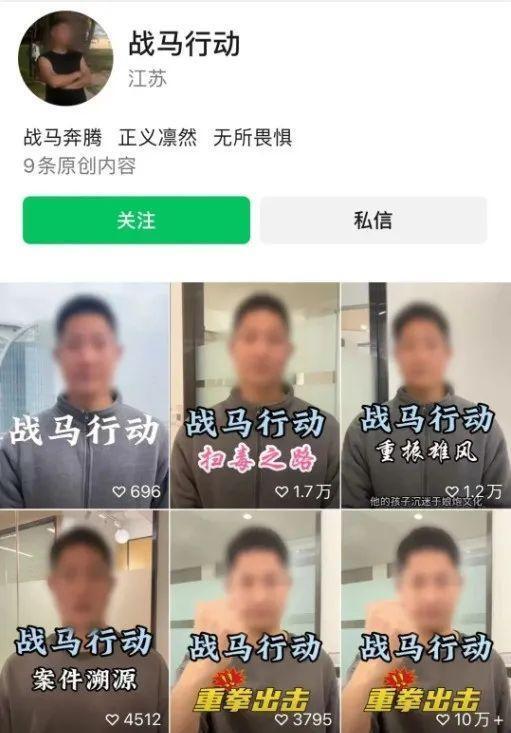 战马行动
江苏
战马奔腾 正义凛然 无所畏惧
9条原创内容
关注
私信
战马行动
696
战马行动
扫毒之路
1.7万
战马行动
重振雄风
1.2万
他的孩子沉迷于娘炮文化
战马行动
案件溯源
4512
战马行动
重拳出击
3795
战马行动
重拳出击
10万+